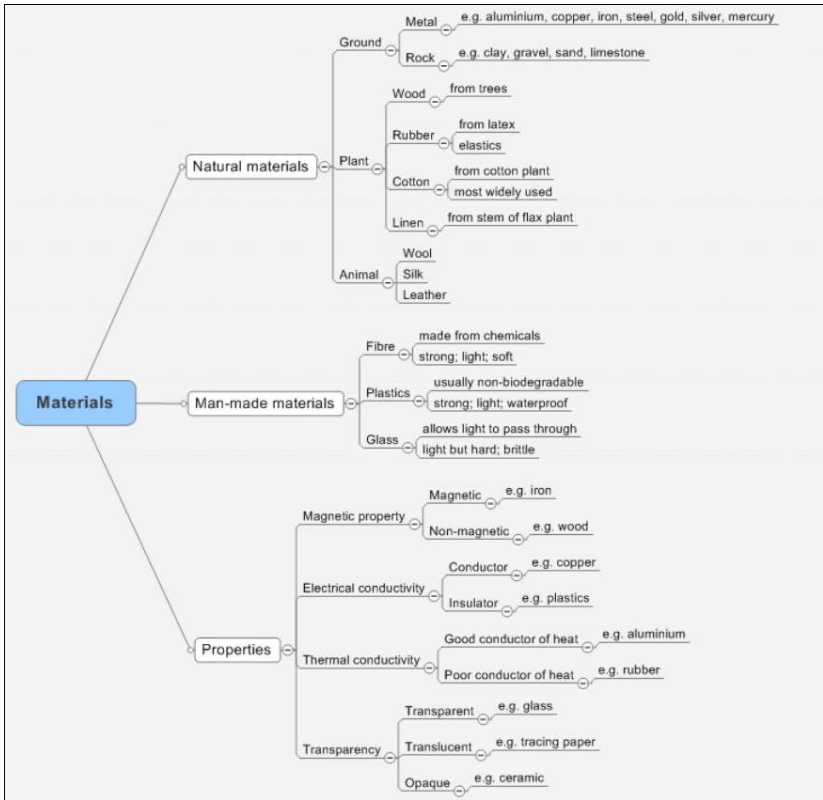 Materials
Natural materials
Ground
Metal
e.g. aluminium, copper, iron, steel, gold, silver, mercury
Rock
e.g. clay, gravel, sand, limestone
Plant
Wood
from trees
Rubber
from latex
elastics
Cotton
from cotton plant
most widely used
Linen
from stem of flax plant
Animal
Wool
Silk
Leather
Man-made materials
Fibre
made from chemicals
strong; light; soft
Plastics
usually non-biodegradable
strong; light; waterproof
Glass
allows light to pass through
light but hard; brittle
Properties
Magnetic property
Magnetic
e.g. iron
Non-magnetic
e.g. wood
Electrical conductivity
Conductor
e.g. copper
Insulator
e.g. plastics
Thermal conductivity
Good conductor of heat
e.g. aluminium
Poor conductor of heat
e.g. rubber
Transparency
Transparent
e.g. glass
Translucent
e.g. tracing paper
Opaque
e.g. ceramic